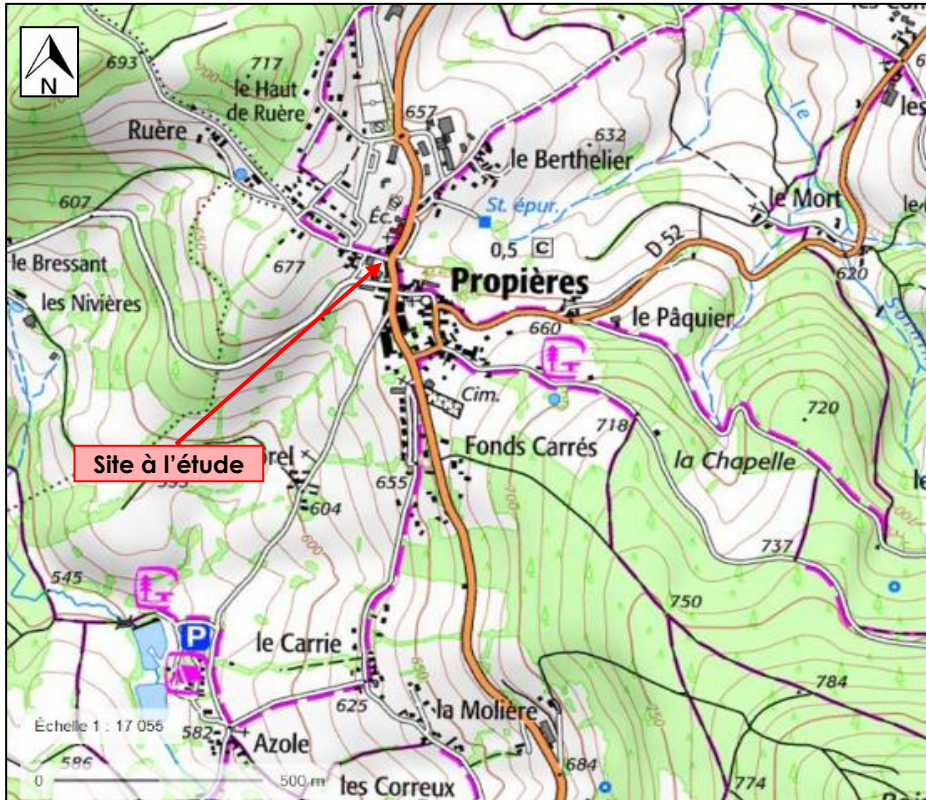 N
693
717
le Haut
de Ruère
657
Ruère
632
le Berthelier
607
Éc.
St. épur.
le
le Mort
0,5 C
D 52
677
le Bressant
les Nivières
Propières
620
660
le Pâquier
Cim.
718
720
Site à l'étude
Fonds Carrés
la Chapelle
655
604
600
700
737
545
750
P
le Carrie
784
Échelle 1 : 17 055
625
la Molière
582
Azole
586
0
500 m
684
les Correux
774